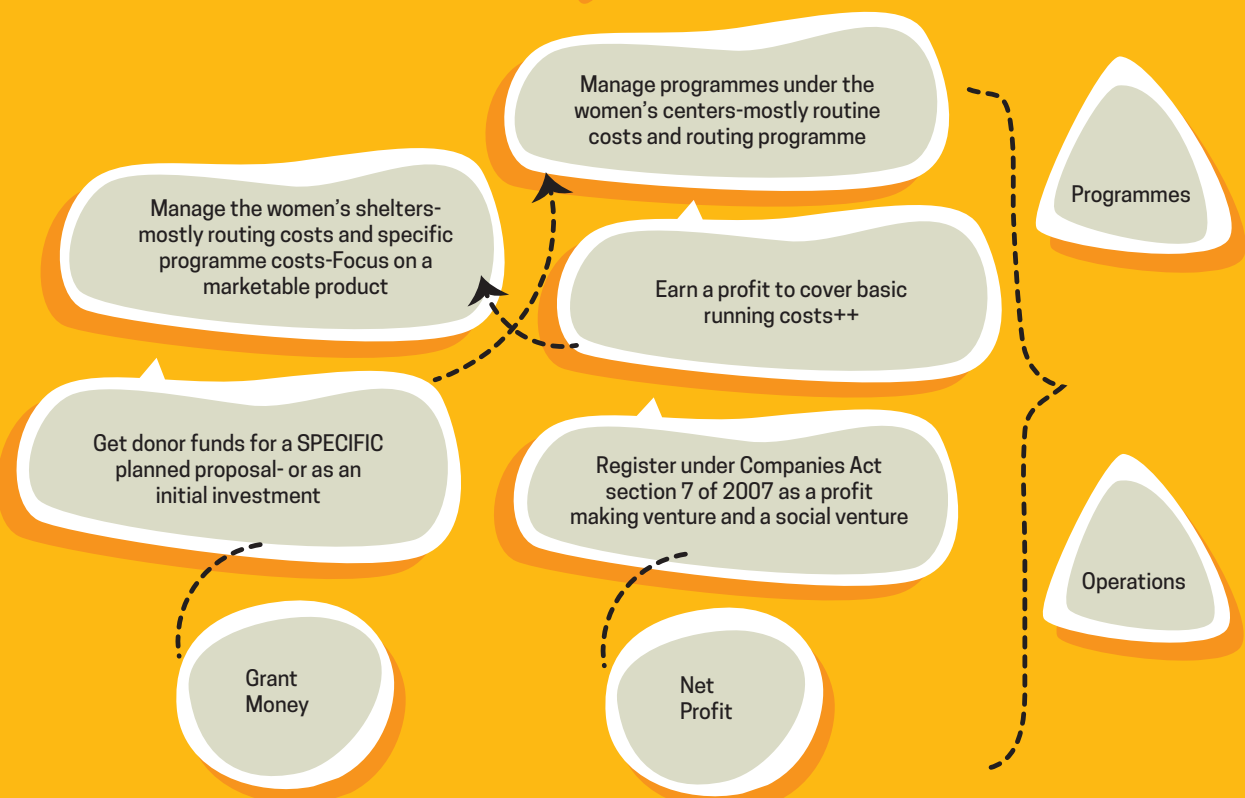 Manage programmes under the
women's centers-mostly routine
costs and routing programme
Programmes
Manage the women's shelters-
mostly routing costs and specific
programme costs-Focus on a
marketable product
Earn a profit to cover basic
running costs++
Get donor funds for a SPECIFIC
planned proposal- or as an
initial investment
Register under Companies Act
section 7 of 2007 as a profit
making venture and a social venture
Operations
Grant
Money
Net
Profit